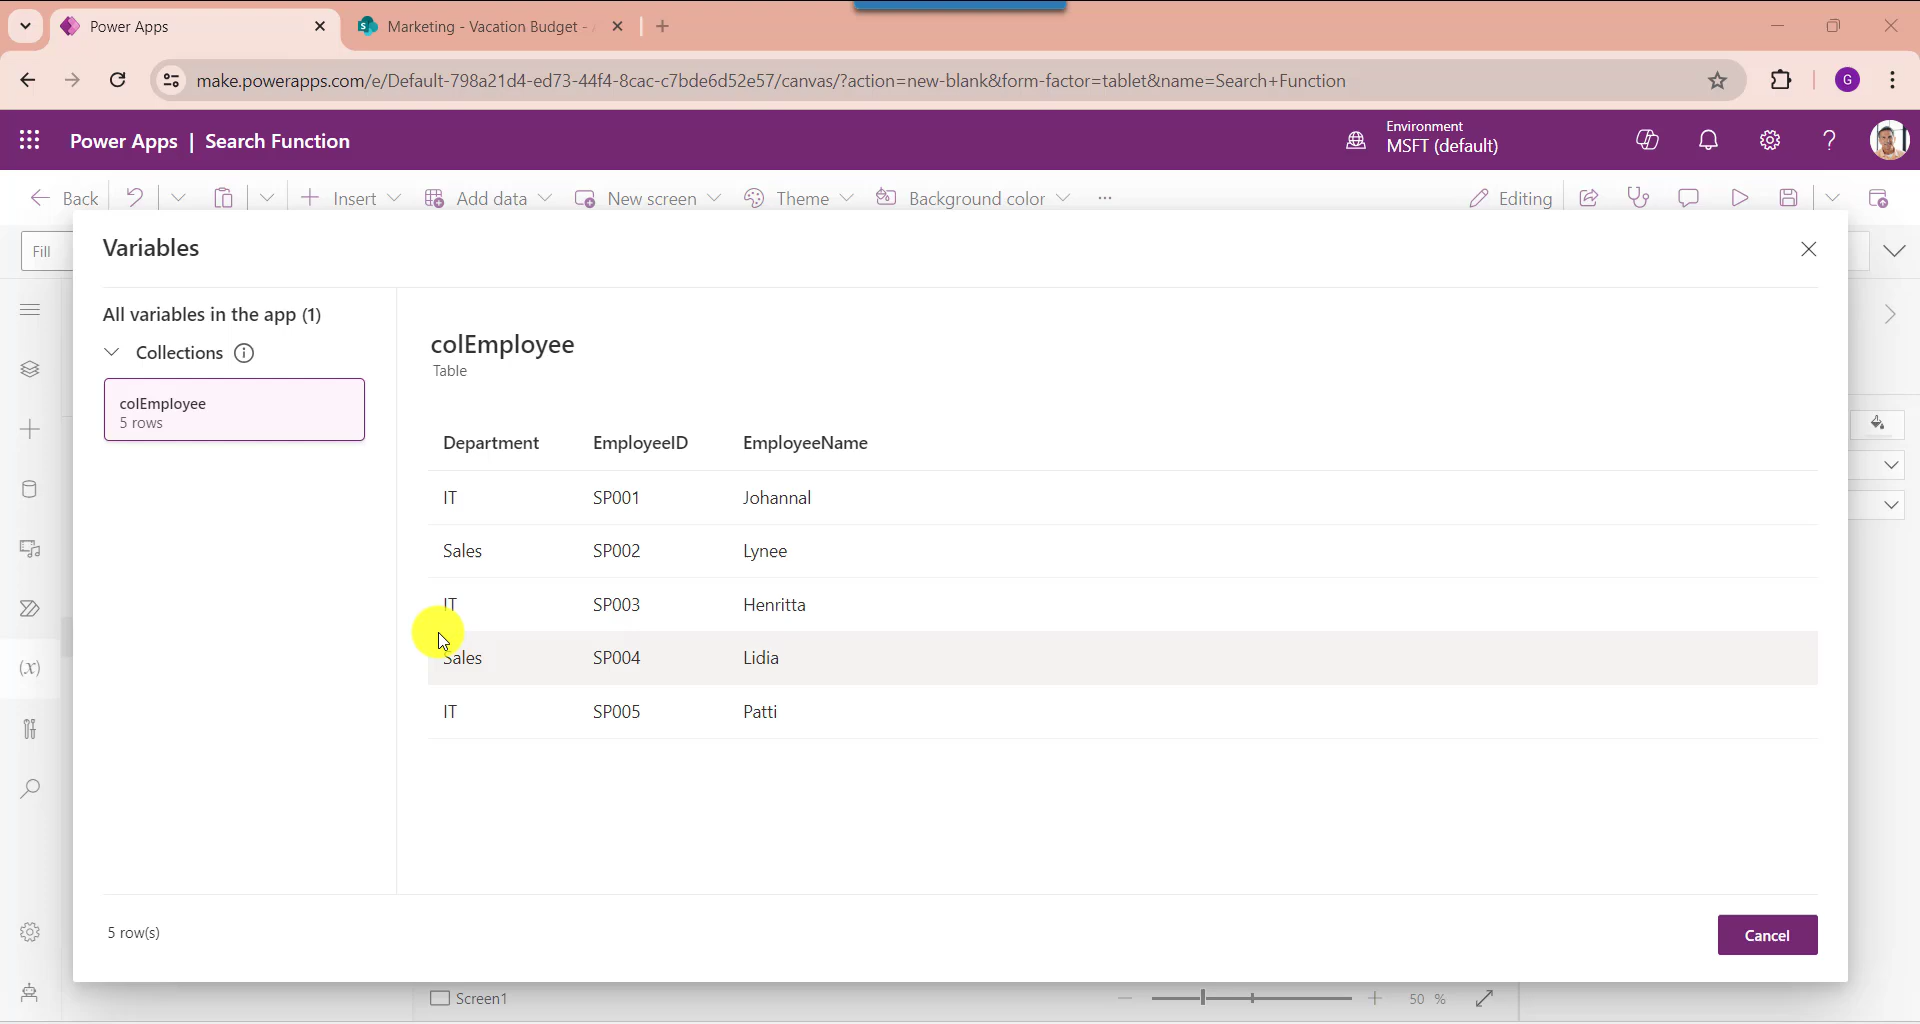 Power Apps
Marketing - Vacation Budget -
make.powerapps.com/e/Default-798a21d4-ed73-44f4-8cac-c7bde6d52e57/canvas/?action=new-blank&form-factor=tablet&name=Search+Function
G
Power Apps | Search Function
Environment
MSFT (default)
Back
Insert
Add data
New screen
Theme
Background color
Editing
Fill
Variables
All variables in the app (1)
Collections
colEmployee
5 rows
colEmployee
Table
Department EmployeeID EmployeeName
IT SP001 Johannal
Sales SP002 Lynee
IT SP003 Henritta
Sales SP004 Lidia
IT SP005 Patti
5 row(s)
Cancel
Screen1
50 %